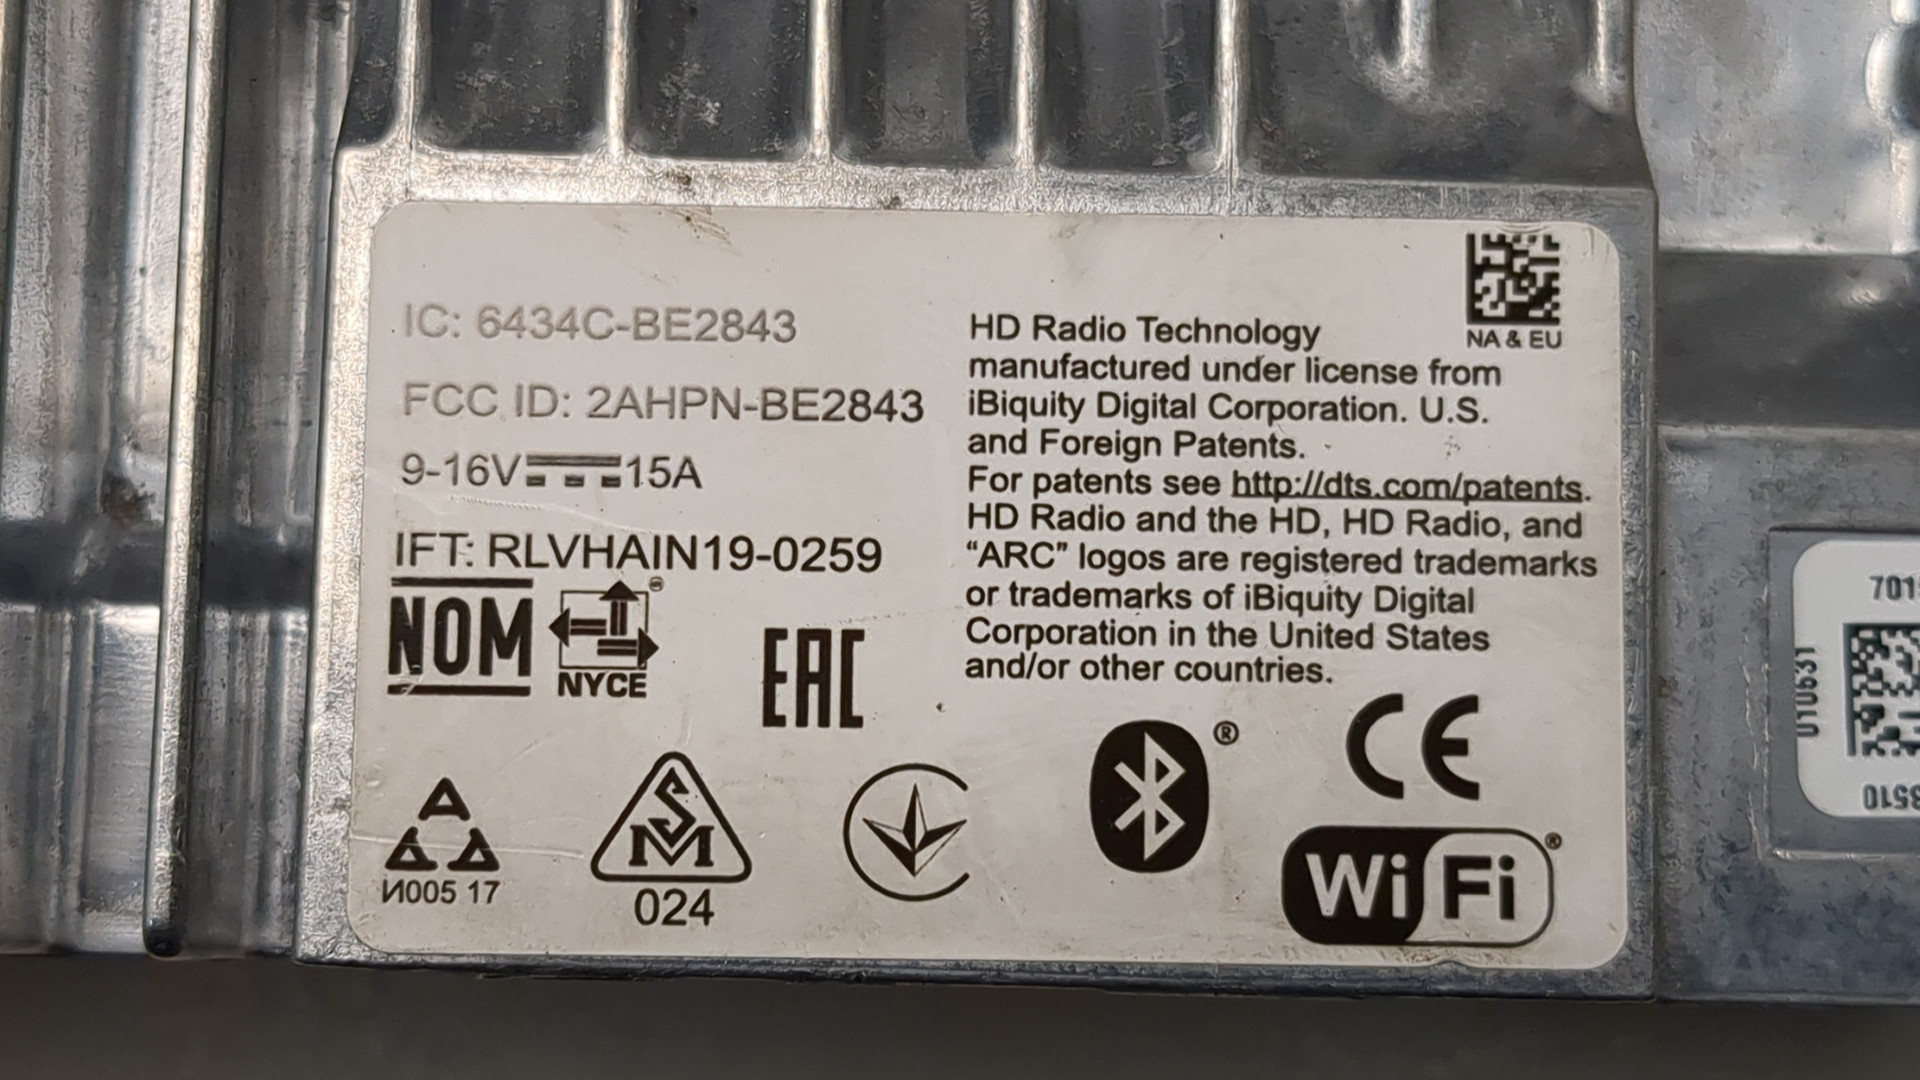 IC: 6434C-BE2843
FCC ID: 2AHPN-BE2843
9-16V 15A
IFT: RLVHAIN19-0259
NOM
NYCE ®
EAC
И005 17
SM
024
NA & EU
HD Radio Technology
manufactured under license from
iBiquity Digital Corporation. U.S.
and Foreign Patents.
For patents see http://dts.com/patents.
HD Radio and the HD, HD Radio, and
“ARC” logos are registered trademarks
or trademarks of iBiquity Digital
Corporation in the United States
and/or other countries.
®
CE
Wi Fi ®